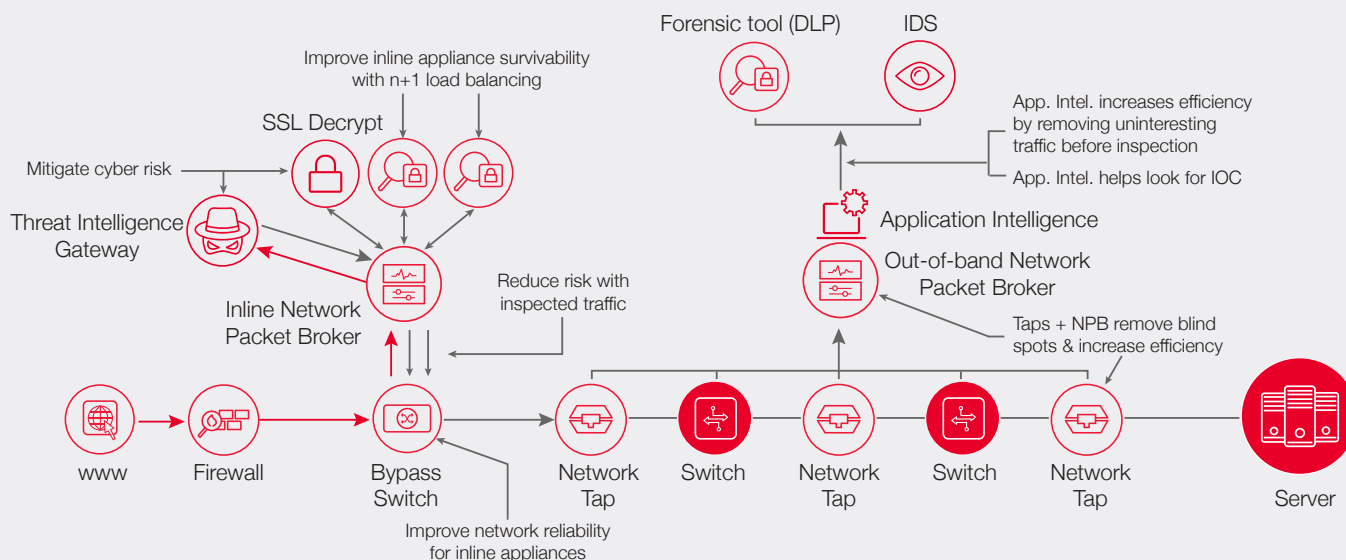 Forensic tool (DLP)
IDS
Improve inline appliance survivability
with n+1 load balancing
SSL Decrypt
App. Intel. increases efficiency
by removing uninteresting
traffic before inspection
App. Intel. helps look for IOC
Mitigate cyber risk
Threat Intelligence
Gateway
Application Intelligence
Out-of-band Network
Packet Broker
Inline Network
Packet Broker
Reduce risk with
inspected traffic
Taps + NPB remove blind
spots & increase efficiency
www
Firewall
Bypass
Switch
Network
Tap
Switch
Network
Tap
Switch
Network
Tap
Server
Improve network reliability
for inline appliances